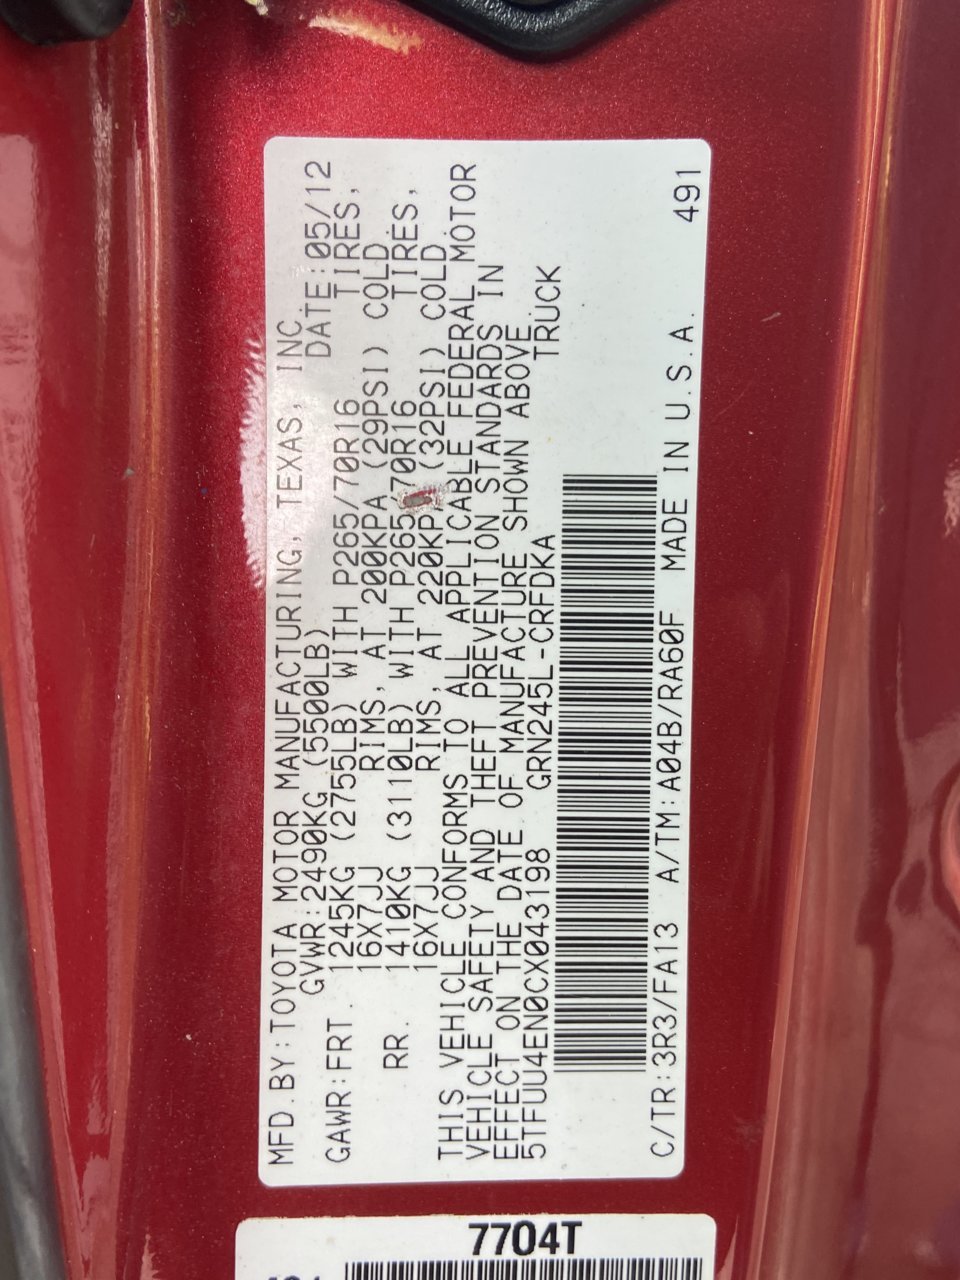 MFD.BY:TOYOTA MOTOR MANUFACTURING, TEXAS, INC.
GVWR:2490KG (5500LB) DATE:05/12
GAWR:FRT. 1245KG (2755LB) WITH P265/70R16 TIRES,
16X7JJ RIMS, AT 200KPA (29PSI) COLD
RR. 1410KG (3110LB) WITH P265/70R16 TIRES,
16X7JJ RIMS, AT 220KP (32PSI) COLD
THIS VEHICLE CONFORMS TO ALL APPLICABLE FEDERAL MOTOR
VEHICLE SAFETY AND THEFT PREVENTION STANDARDS IN
EFFECT ON THE DATE OF MANUFACTURE SHOWN ABOVE.
5TFUU4EN0CX043198 GRN245L-CRFDKA TRUCK
C/TR:3R3/FA13 A/TM:A04B/RA60F MADE IN U.S.A. 491
7704T